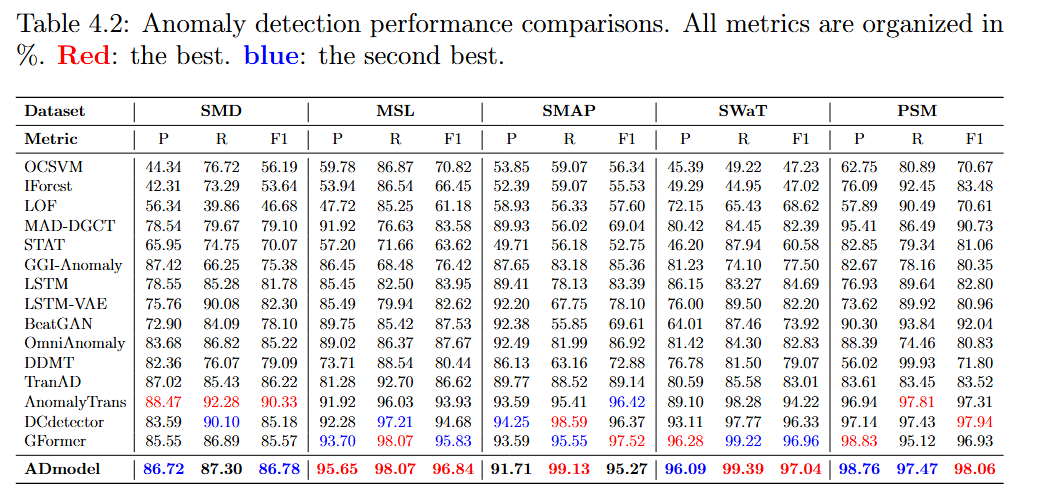 Table 4.2: Anomaly detection performance comparisons. All metrics are organized in
%. Red: the best. blue: the second best.
Dataset SMD MSL SMAP SWaT PSM
Metric P R F1 P R F1 P R F1 P R F1 P R F1
OCSVM 44.34 76.72 56.19 59.78 86.87 70.82 53.85 59.07 56.34 45.39 49.22 47.23 62.75 80.89 70.67
IForest 42.31 73.29 53.64 53.94 86.54 66.45 52.39 59.07 55.53 49.29 44.95 47.02 76.09 92.45 83.48
LOF 56.34 39.86 46.68 47.72 85.25 61.18 58.93 56.33 57.60 72.15 65.43 68.62 57.89 90.49 70.61
MAD-DGCT 78.54 79.67 79.10 91.92 76.63 83.58 89.93 56.02 69.04 80.42 84.45 82.39 95.41 86.49 90.73
STAT 65.95 74.75 70.07 57.20 71.66 63.62 49.71 56.18 52.75 46.20 87.94 60.58 82.85 79.34 81.06
GGI-Anomaly 87.42 66.25 75.38 86.45 68.48 76.42 87.65 83.18 85.36 81.23 74.10 77.50 82.67 78.16 80.35
LSTM 78.55 85.28 81.78 85.45 82.50 83.95 89.41 78.13 83.39 86.15 83.27 84.69 76.93 89.64 82.80
LSTM-VAE 75.76 90.08 82.30 85.49 79.94 82.62 92.20 67.75 78.10 76.00 89.50 82.20 73.62 89.92 80.96
BeatGAN 72.90 84.09 78.10 89.75 85.42 87.53 92.38 55.85 69.61 64.01 87.46 73.92 90.30 93.84 92.04
OmniAnomaly 83.68 86.82 85.22 89.02 86.37 87.67 92.49 81.99 86.92 81.42 84.30 82.83 88.39 74.46 80.83
DDMT 82.36 76.07 79.09 73.71 88.54 80.44 86.13 63.16 72.88 76.78 81.50 79.07 56.02 99.93 71.80
TranAD 87.02 85.43 86.22 81.28 92.70 86.62 89.77 88.52 89.14 80.59 85.58 83.01 83.61 83.45 83.52
AnomalyTrans 88.47 92.28 90.33 91.92 96.03 93.93 93.59 95.41 96.42 89.10 98.28 94.22 96.94 97.81 97.31
DCdetector 83.59 90.10 85.18 92.28 97.21 94.68 94.25 98.59 96.37 93.11 97.77 96.33 97.14 97.43 97.94
GFormer 85.55 86.89 85.57 93.70 98.07 95.83 93.59 95.55 97.52 96.28 99.22 96.96 98.83 95.12 96.93
ADmodel 86.72 87.30 86.78 95.65 98.07 96.84 91.71 99.13 95.27 96.09 99.39 97.04 98.76 97.47 98.06